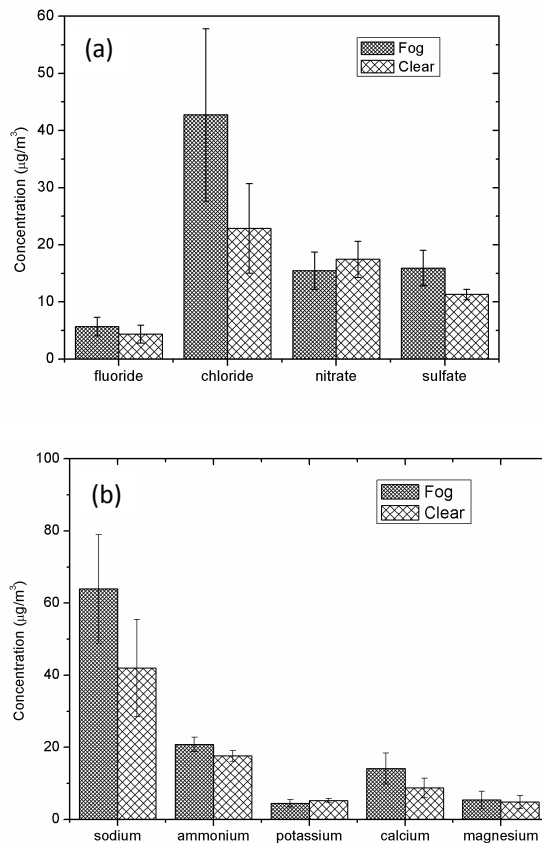 (a)
Fog
Clear
60
50
40
30
20
10
0
Concentration (μg/m³)
fluoride chloride nitrate sulfate
(b)
Fog
Clear
100
80
60
40
20
0
Concentration (μg/m³)
sodium ammonium potassium calcium magnesium